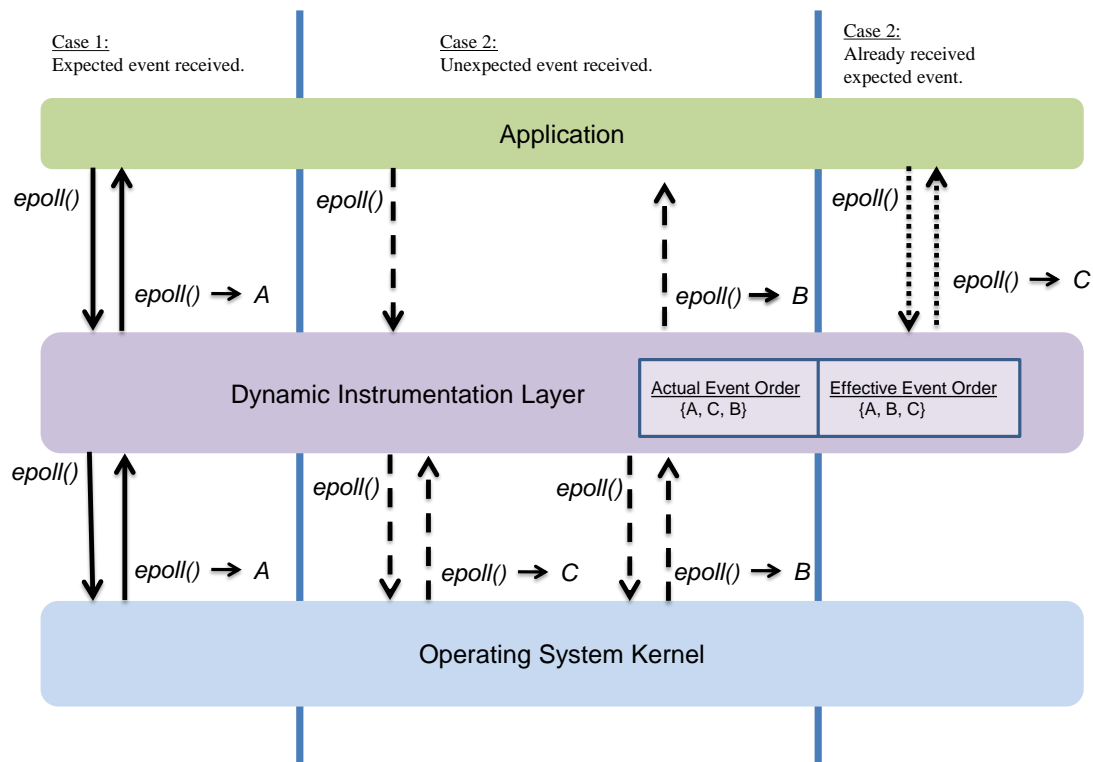 Case 1:
Expected event received.
Case 2:
Unexpected event received.
Case 2:
Already received
expected event.
Application
epoll()
epoll() → A
epoll()
epoll() → B
epoll()
epoll() → C
Dynamic Instrumentation Layer
Actual Event Order
{A, C, B}
Effective Event Order
{A, B, C}
epoll()
epoll() → A
epoll()
epoll() → C
epoll()
epoll() → B
Operating System Kernel